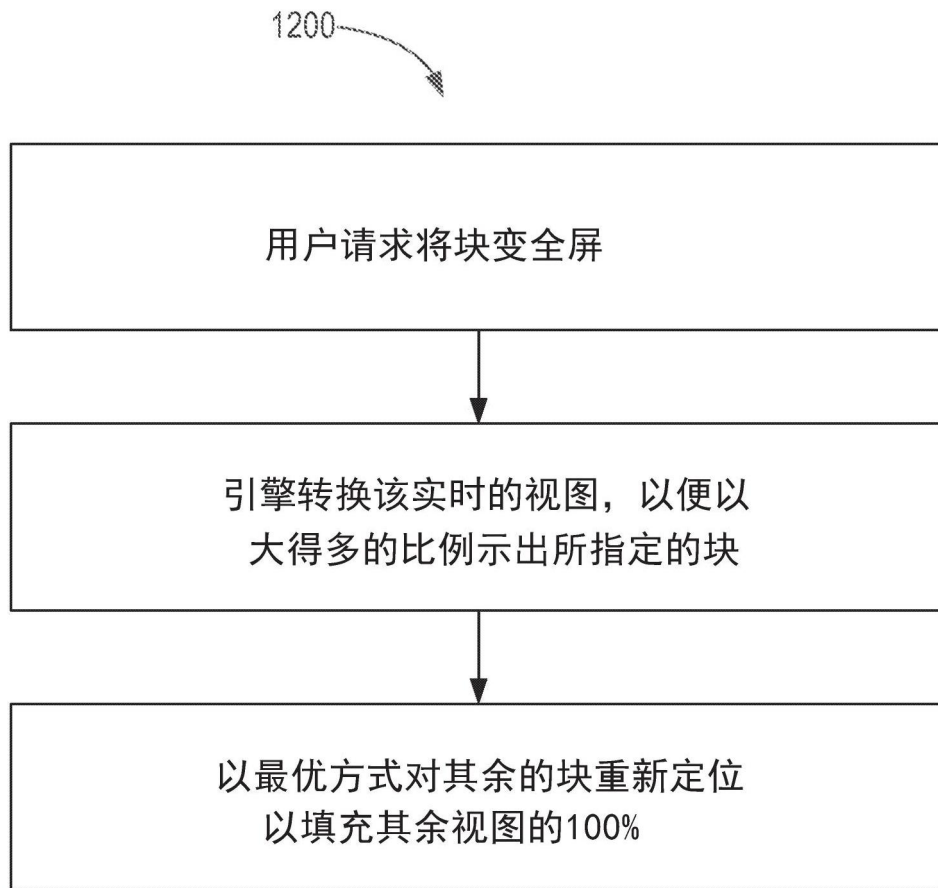 1200
用户请求将块变全屏
引擎转换该实时的视图，以便以
大得多的比例示出所指定的块
以最优方式对其余的块重新定位
以填充其余视图的100%